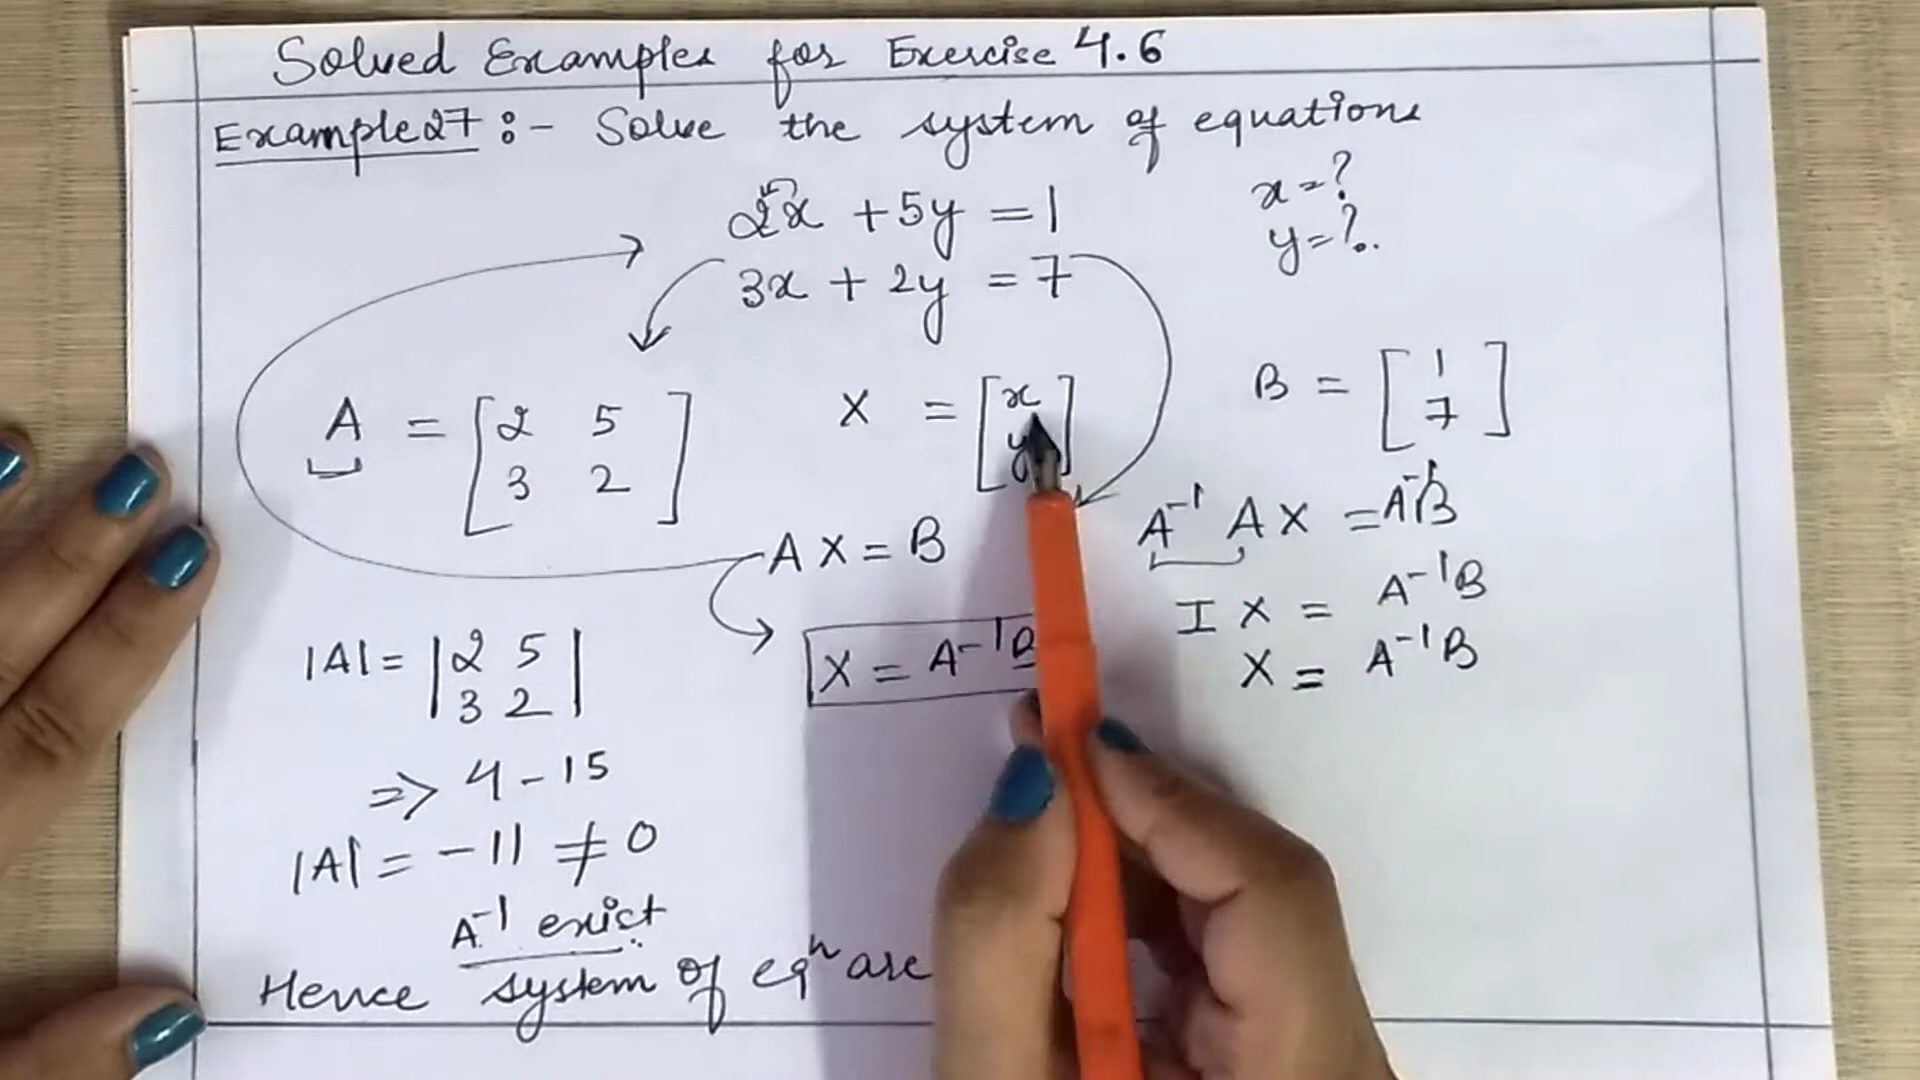 Solved Examples for Exercise 4.6
Example 27 :- Solve the system of equations
2x + 5y = 1
3x + 2y = 7
x = ?
y = ?.
A = [2 5
3 2]
X = [x
y]
B = [1
7]
AX = B
X = A⁻¹B
A⁻¹ A X = A⁻¹B
I X = A⁻¹B
X = A⁻¹B
|A| = |2 5
3 2|
=> 4 - 15
|A| = -11 ≠ 0
A⁻¹ exist
Hence system of eqⁿ are